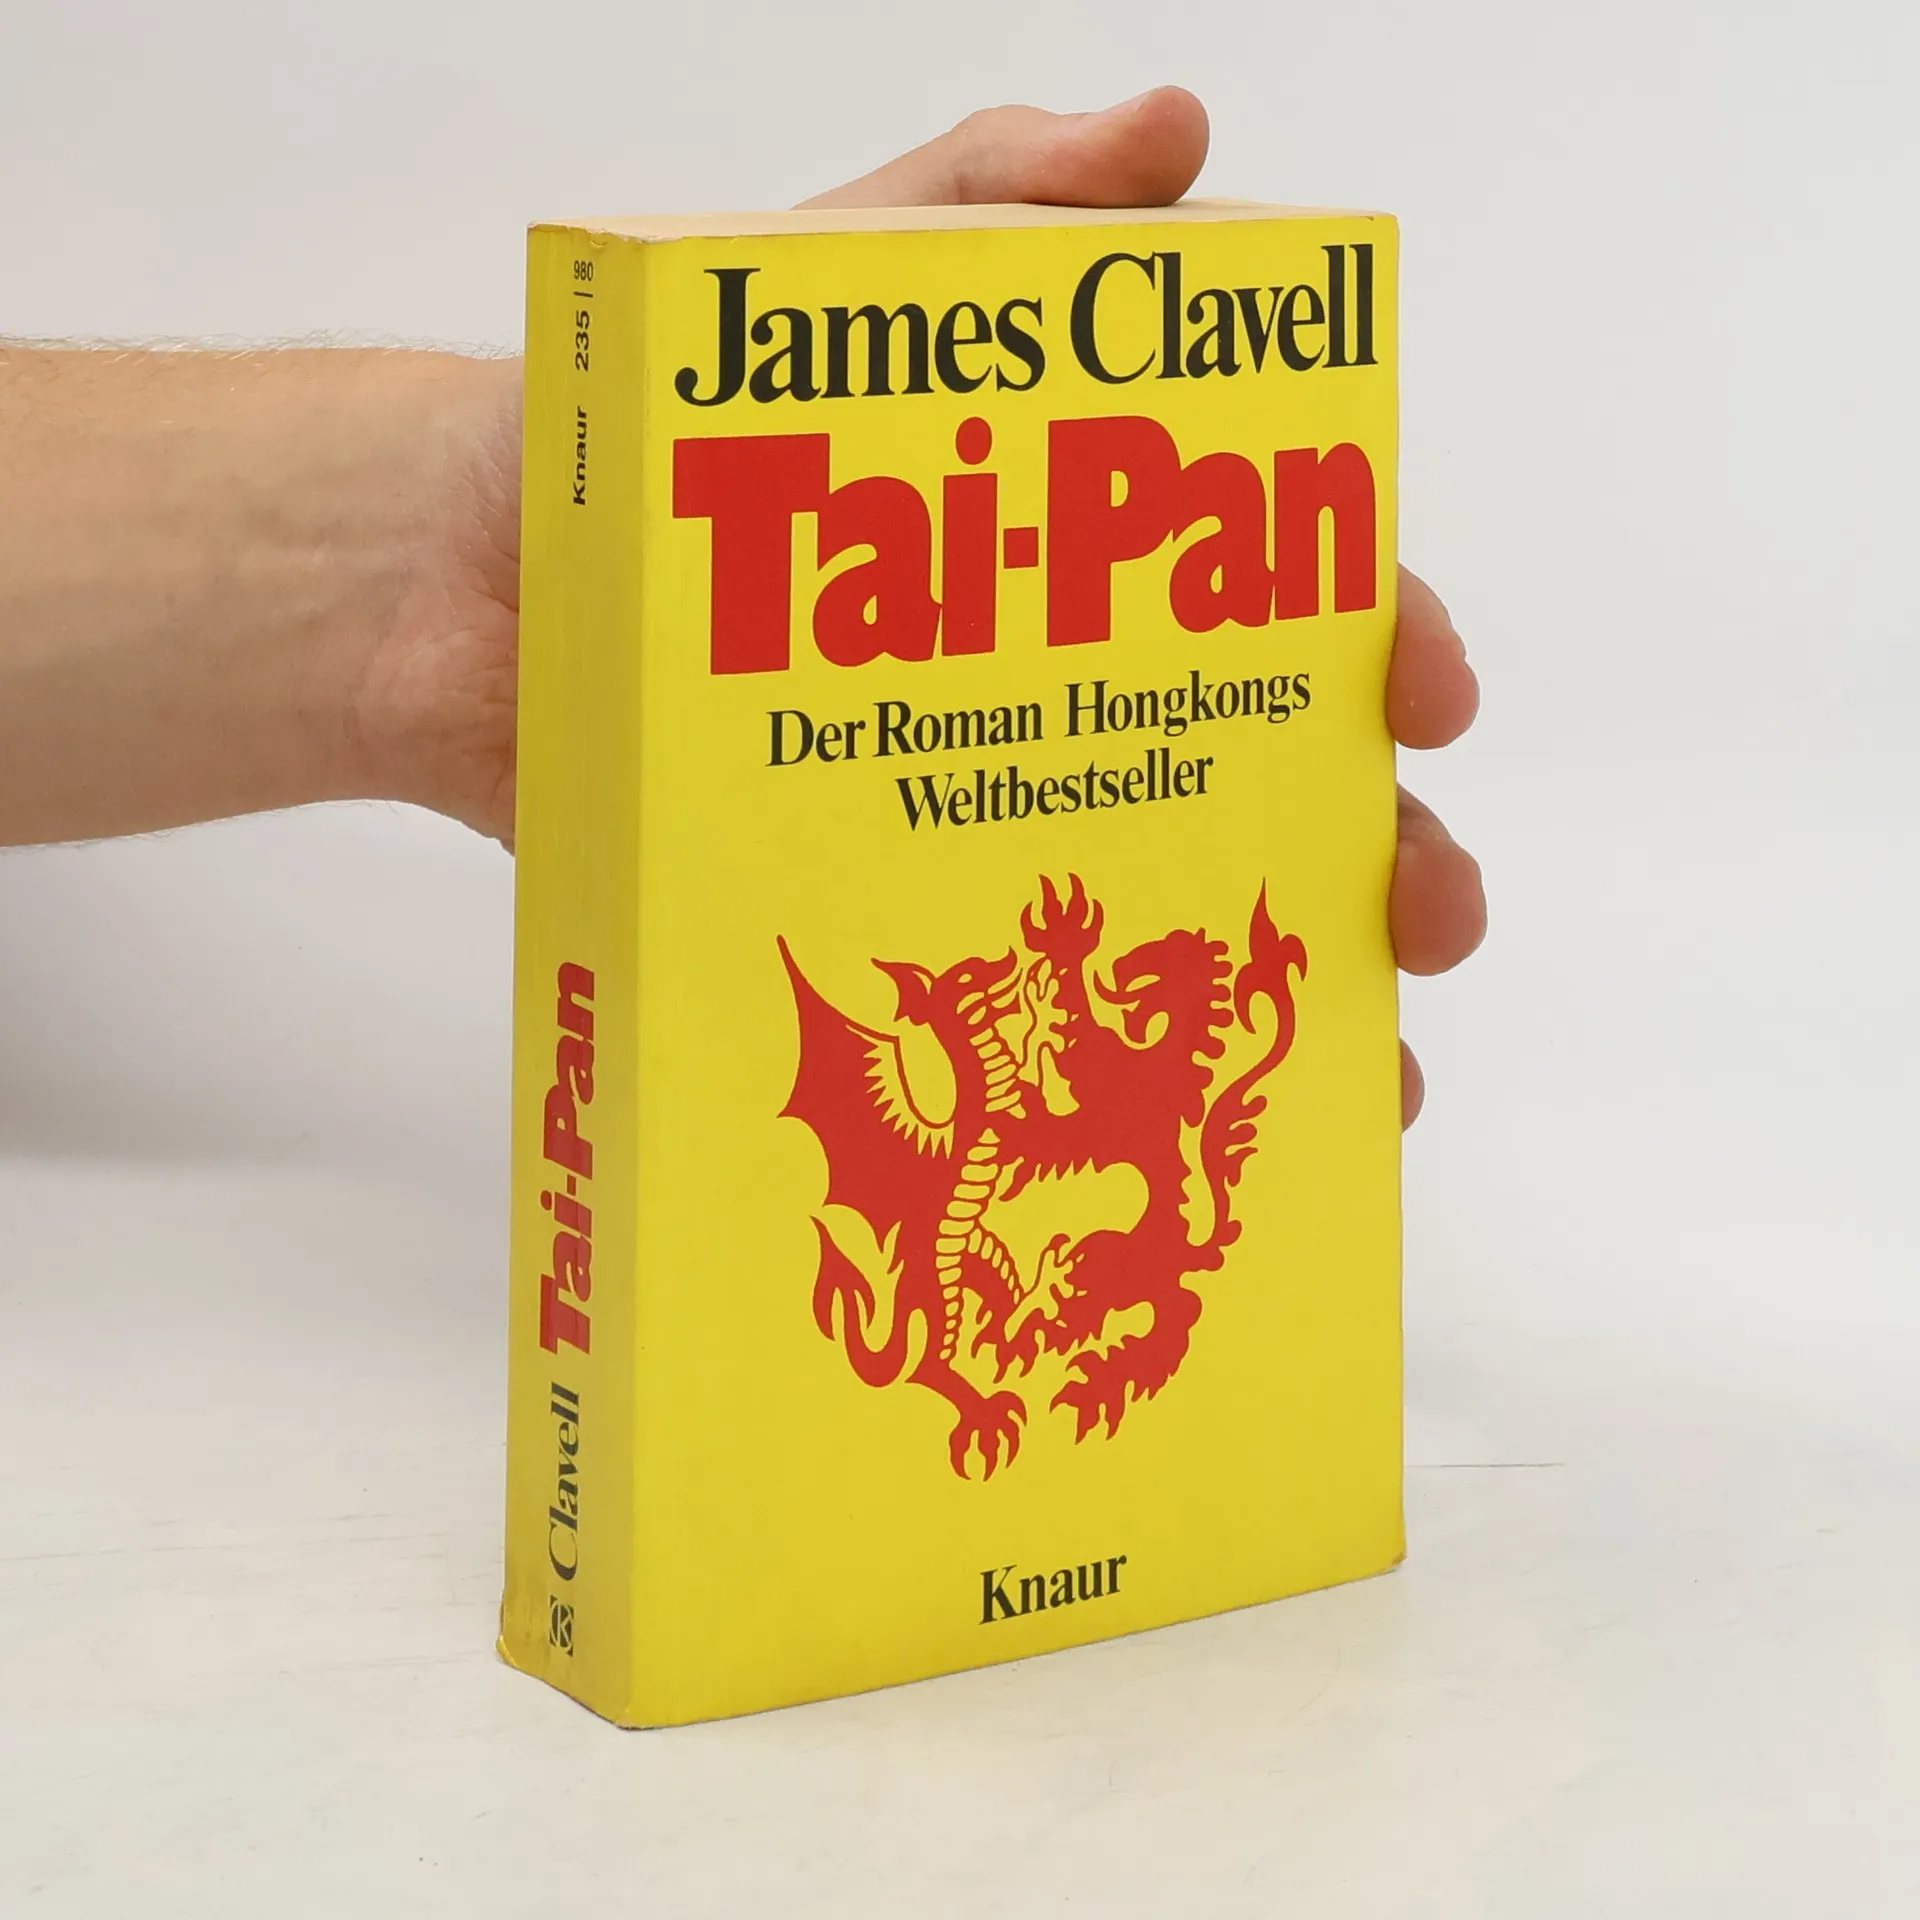 James Clavell
Tai-Pan
Der Roman Hongkongs
Weltbestseller
Knaur
Clavell Tai-Pan
Knaur 235 | 980